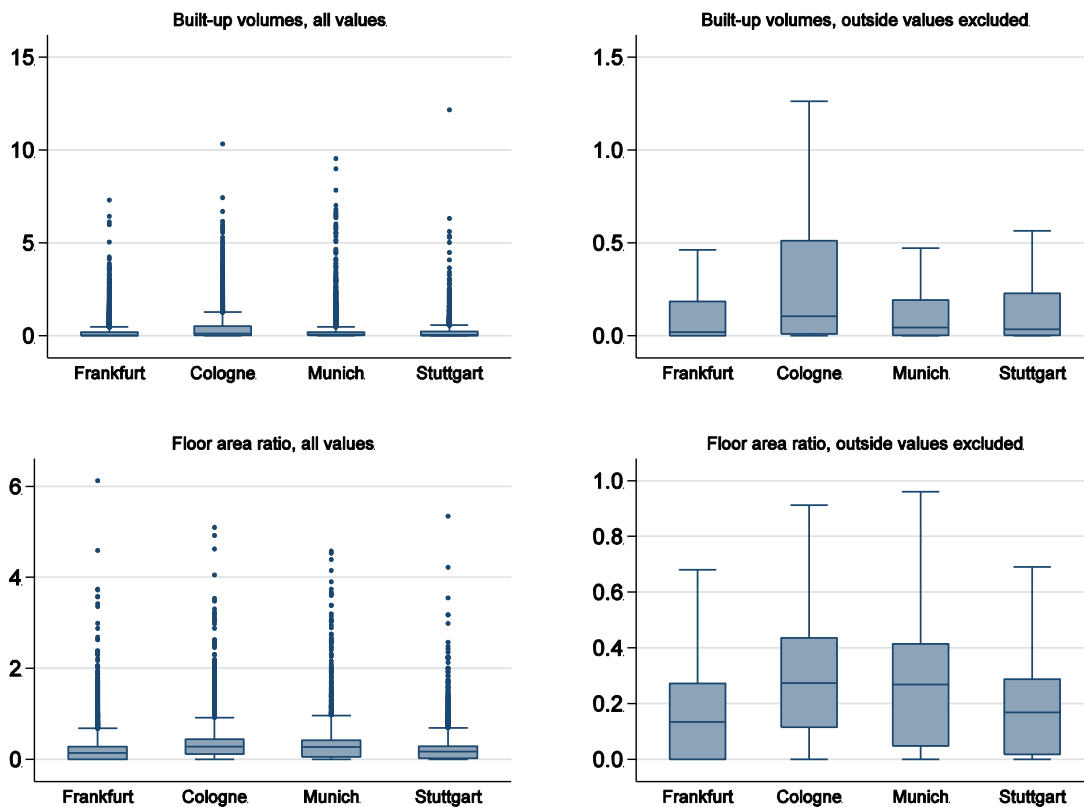 Built-up volumes, all values
15
10
5
0
Frankfurt Cologne Munich Stuttgart
Built-up volumes, outside values excluded
1.5
1.0
0.5
0.0
Frankfurt Cologne Munich Stuttgart
Floor area ratio, all values
6
4
2
0
Frankfurt Cologne Munich Stuttgart
Floor area ratio, outside values excluded
1.0
0.8
0.6
0.4
0.2
0.0
Frankfurt Cologne Munich Stuttgart